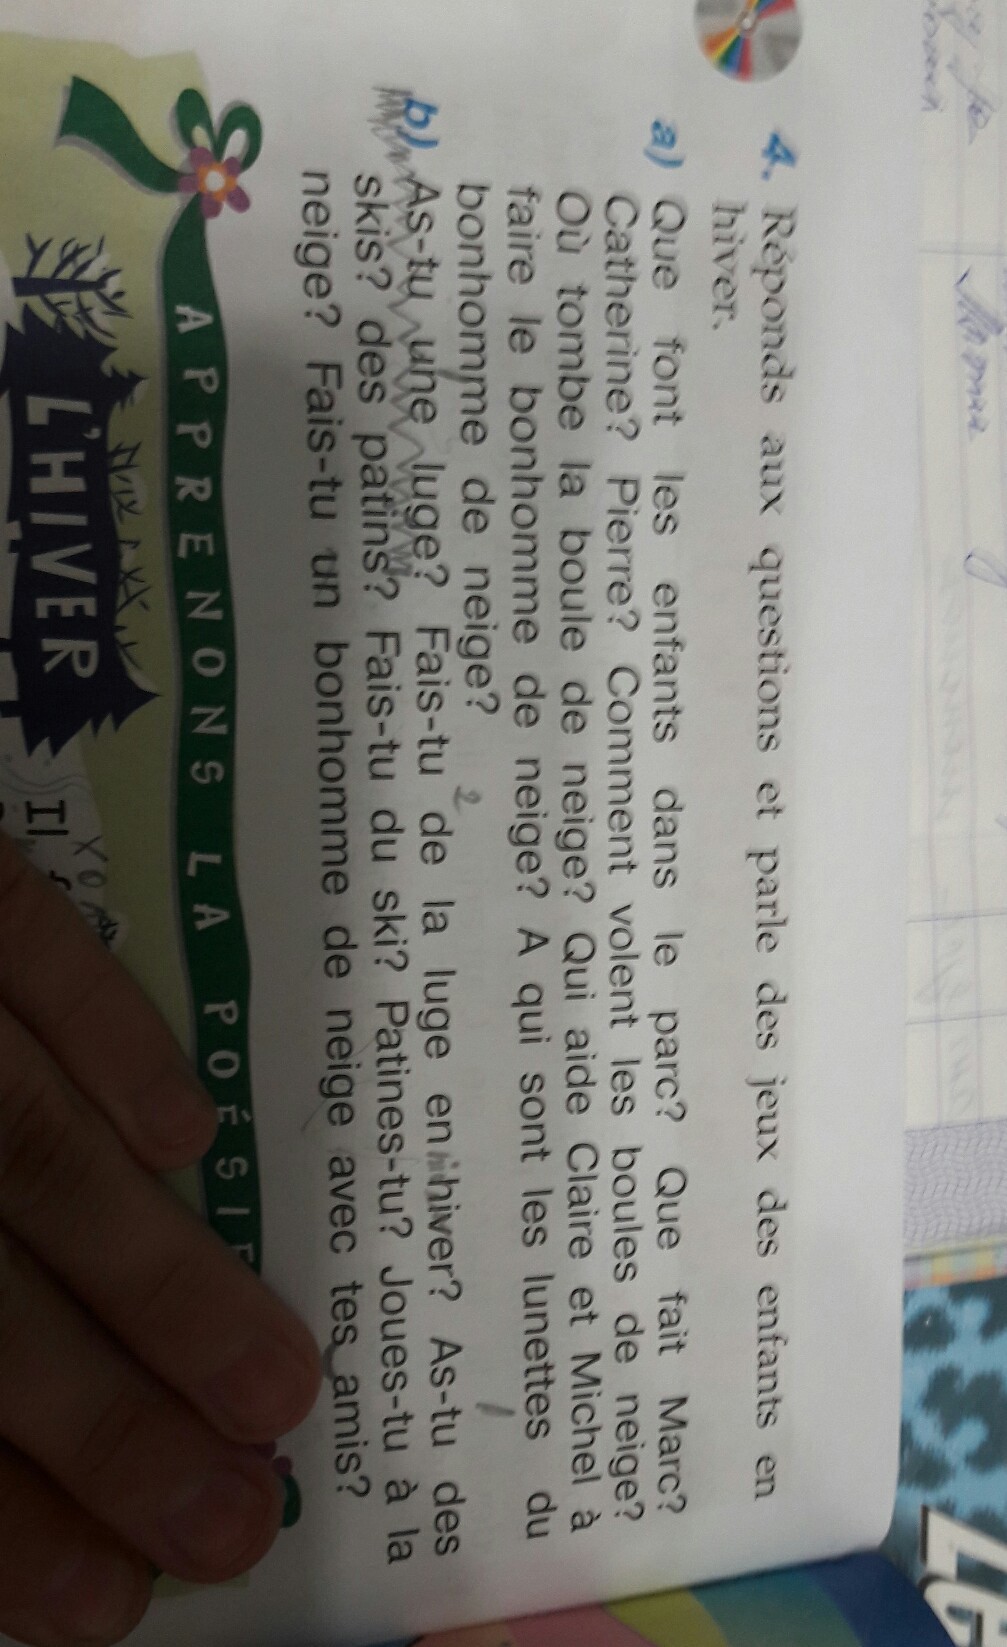 4. Réponds aux questions et parle des jeux des enfants en
hiver.
a) Que font les enfants dans le parc? Que fait Marc?
Catherine? Pierre? Comment volent les boules de neige?
Où tombe la boule de neige? Qui aide Claire et Michel à
faire le bonhomme de neige? A qui sont les lunettes du
bonhomme de neige?
2
b) As-tu une luge? Fais-tu de la luge en hiver? As-tu des
skis? des patins? Fais-tu du ski? Patines-tu? Joues-tu à la
neige? Fais-tu un bonhomme de neige avec tes amis?
APPRENONS LA POÉSIE
L'HIVER
Il